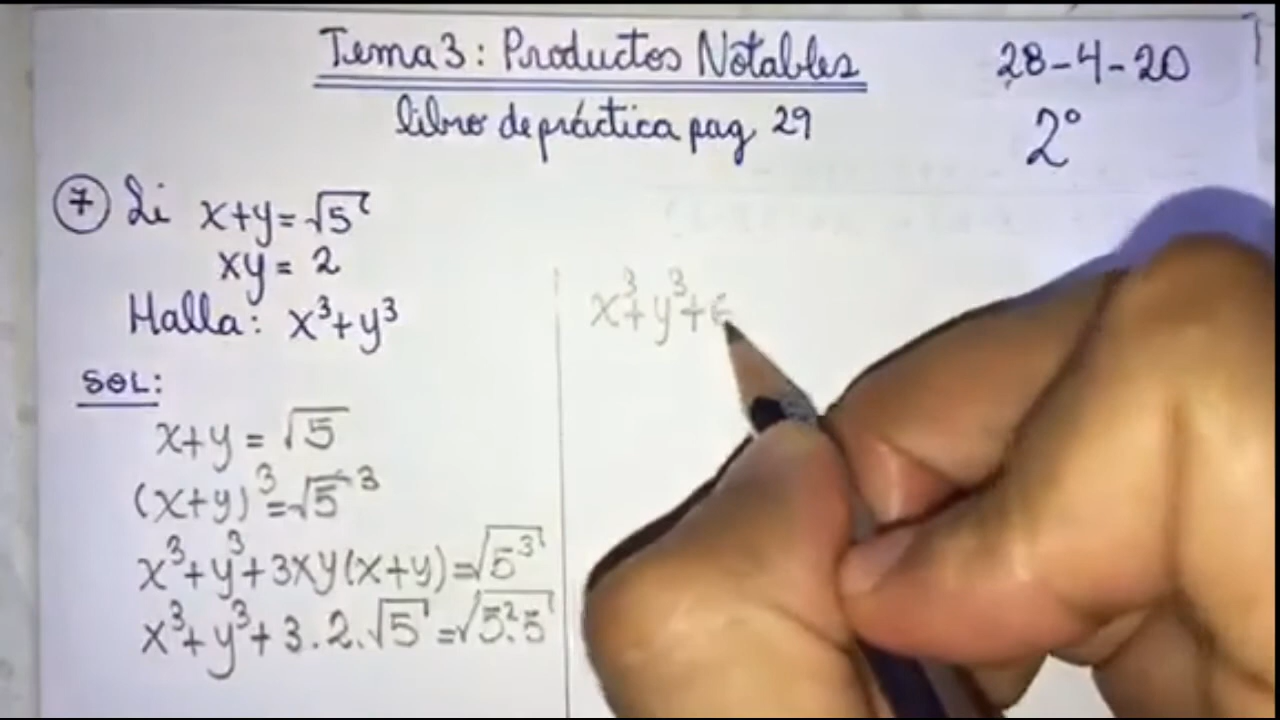 Tema 3: Productos Notables
28-4-20
libro de práctica pag 29
2°
7 Si x+y=√5
xy = 2
Halla: x³+y³
SOL:
x+y = √5
(x+y)³=√5³
x³+y³+3xy(x+y)=√5³
x³+y³+3.2.√5=√5².5
x³+y³+